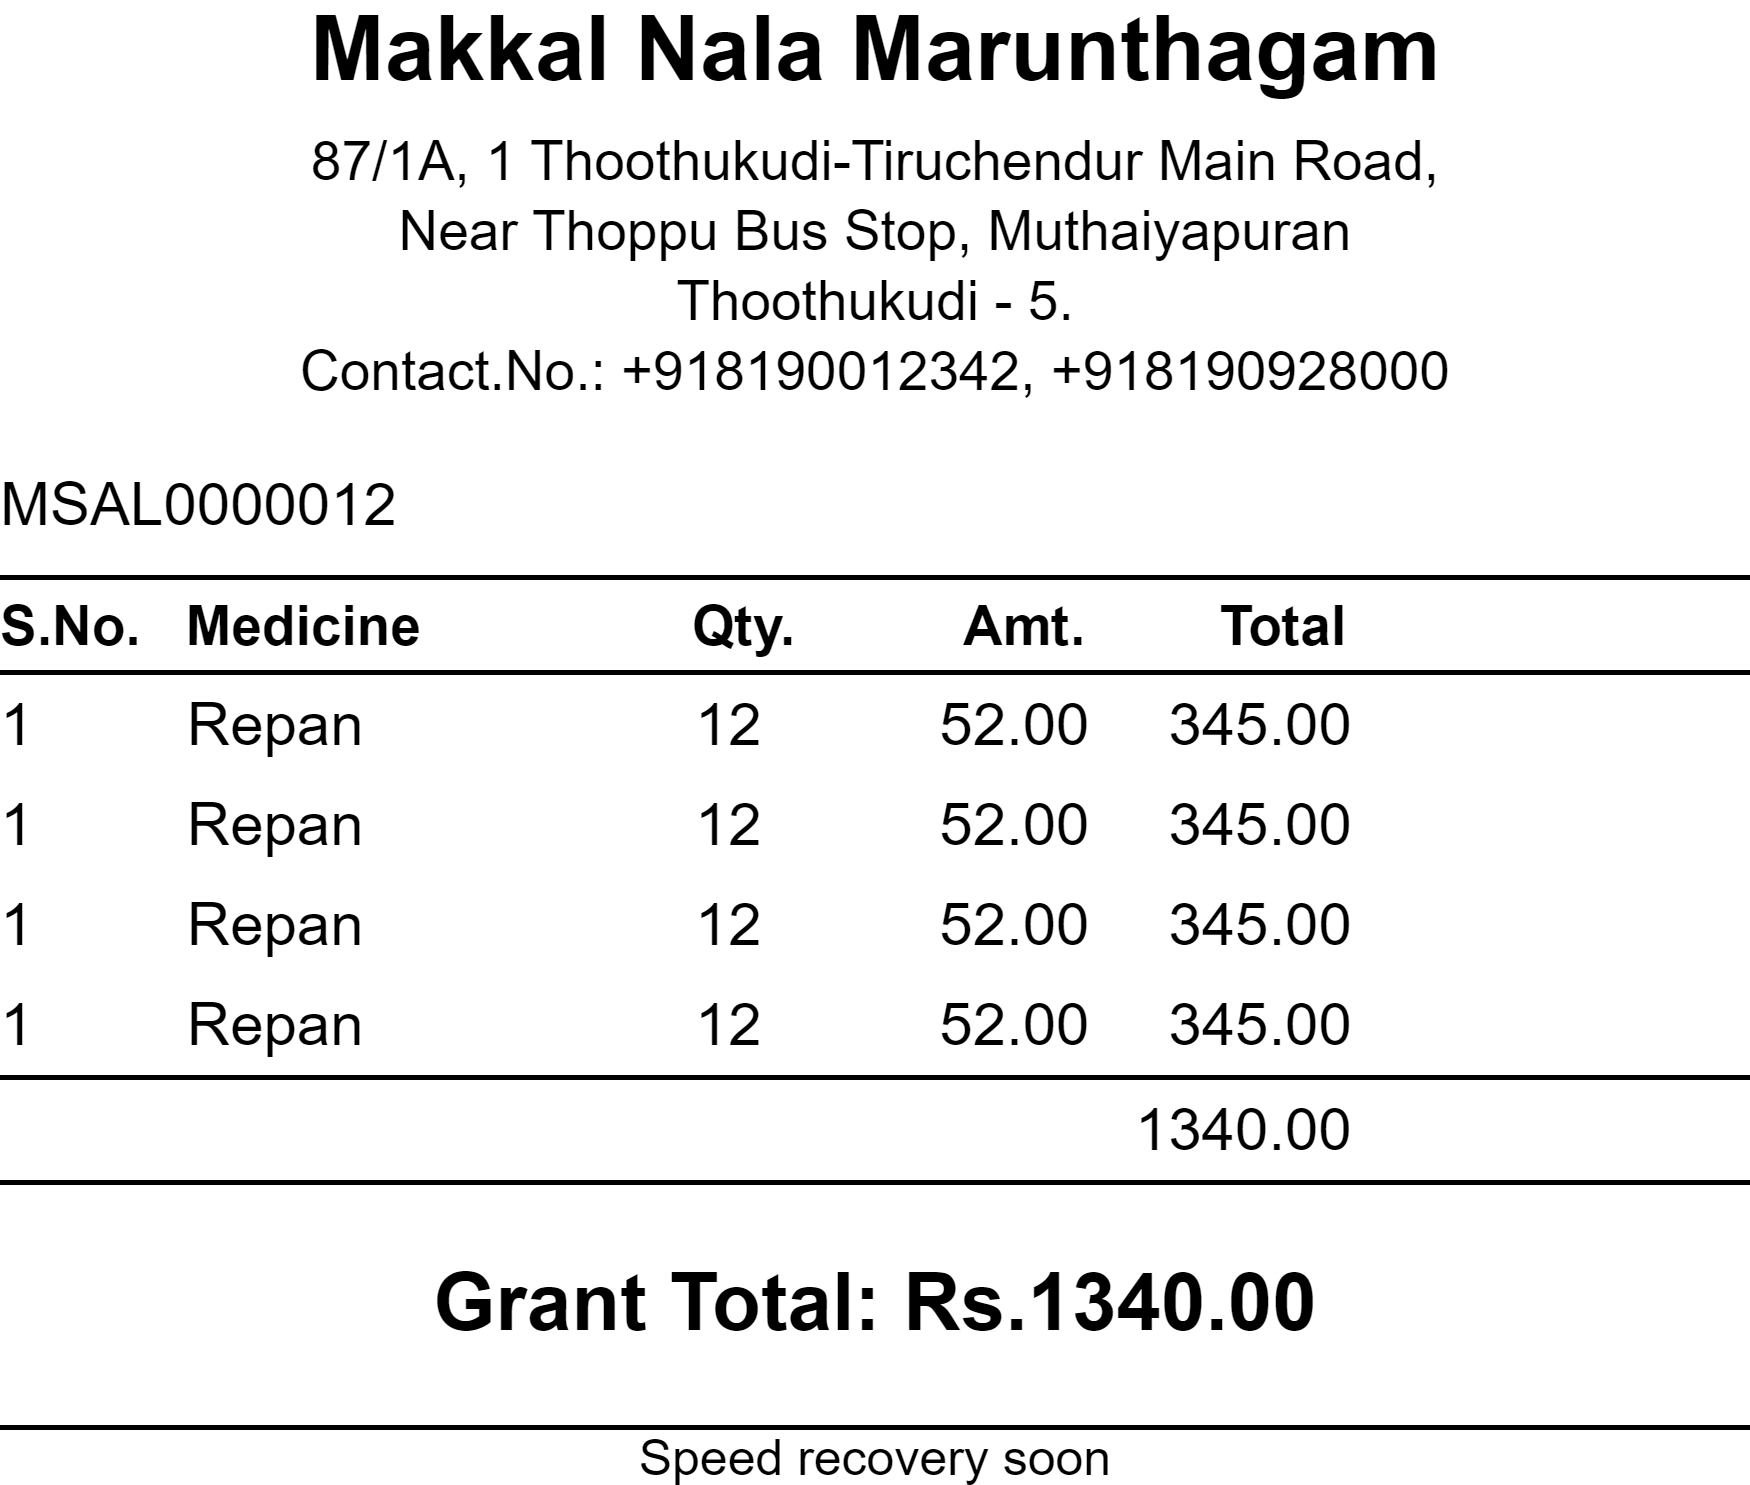 Makkal Nala Marunthagam
87/1A, 1 Thoothukudi-Tiruchendur Main Road,
Near Thoppu Bus Stop, Muthaiyapuran
Thoothukudi - 5.
Contact.No.: +918190012342, +918190928000
MSAL0000012
S.No. Medicine Qty. Amt. Total
1 Repan 12 52.00 345.00
1 Repan 12 52.00 345.00
1 Repan 12 52.00 345.00
1 Repan 12 52.00 345.00
1340.00
Grant Total: Rs.1340.00
Speed recovery soon